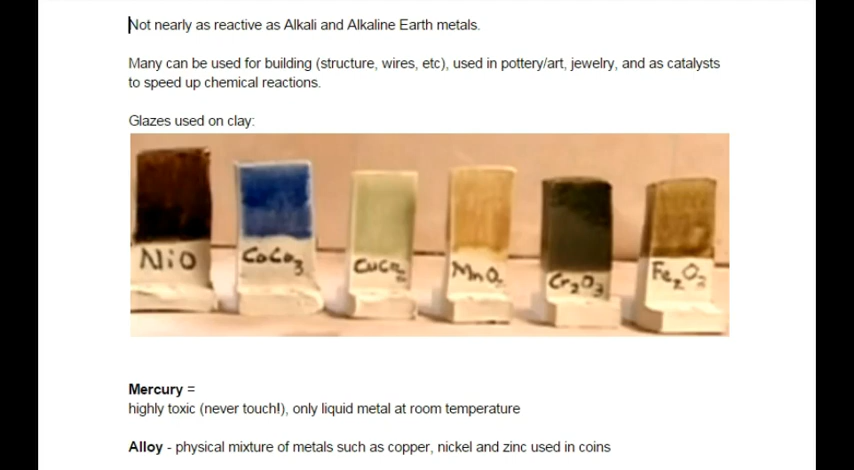 Not nearly as reactive as Alkali and Alkaline Earth metals.
Many can be used for building (structure, wires, etc), used in pottery/art, jewelry, and as catalysts
to speed up chemical reactions.
Glazes used on clay:
NiO CoCo₃ MnO₂ Cr₂O₃ Fe₂O₃
Mercury =
highly toxic (never touch!), only liquid metal at room temperature
Alloy - physical mixture of metals such as copper, nickel and zinc used in coins